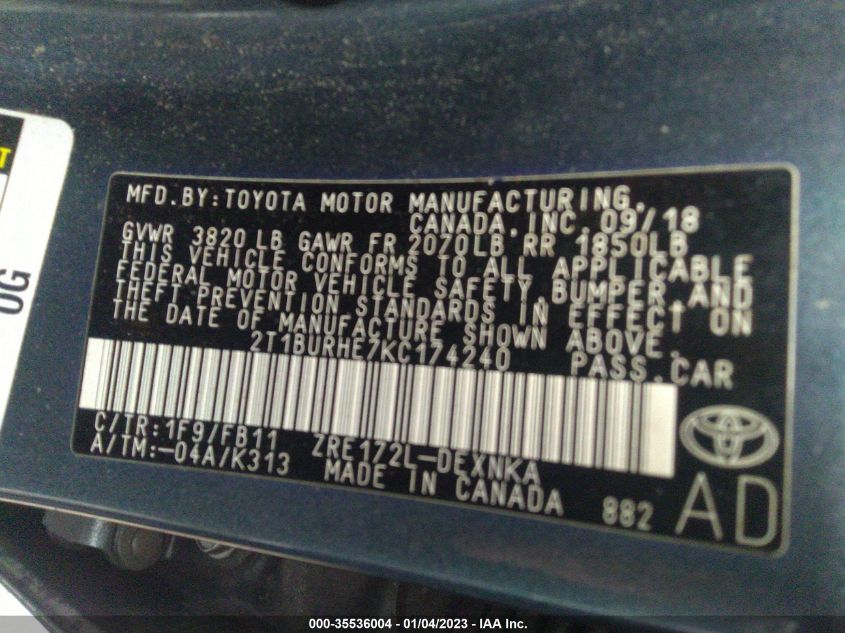 T
OG
MFD.BY:TOYOTA MOTOR MANUFACTURING,
CANADA,INC. 09/18
GVWR 3820 LB GAWR FR 2070LB RR 1850LB
THIS VEHICLE CONFORMS TO ALL APPLICABLE
FEDERAL MOTOR VEHICLE SAFETY,BUMPER AND
THEFT PREVENTION STANDARDS IN EFFECT ON
THE DATE OF MANUFACTURE SHOWN ABOVE.
2T1BURHE7KC174240 PASS.CAR
C/TR:1F9/FB11 ZRE172L-DEXNKA
A/TM:-04A/K313 MADE IN CANADA 882
AD
000-35536004 — 01/04/2023 — IAA Inc.